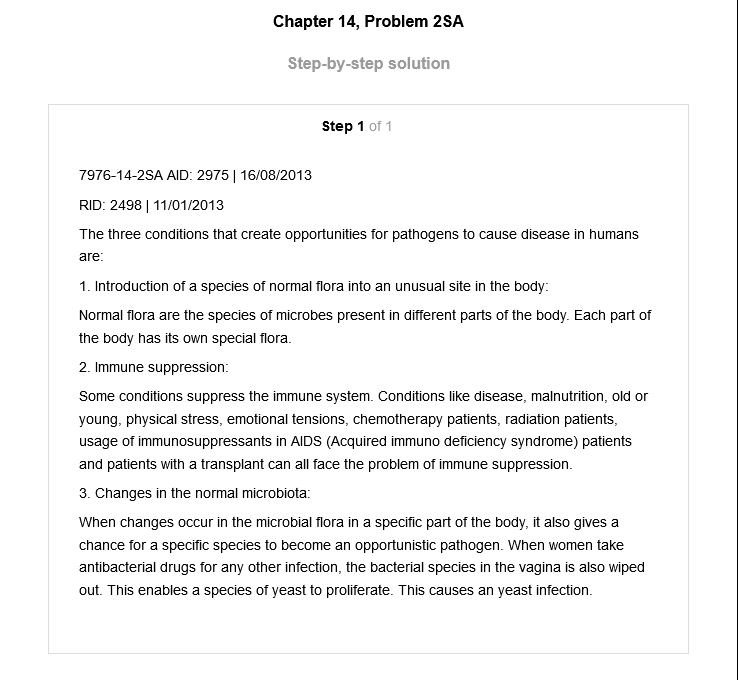 Chapter 14, Problem 2SA
Step-by-step solution
Step 1 of 1
7976-14-2SA AID: 2975 | 16/08/2013
RID: 2498 | 11/01/2013
The three conditions that create opportunities for pathogens to cause disease in humans
are:
1. Introduction of a species of normal flora into an unusual site in the body:
Normal flora are the species of microbes present in different parts of the body. Each part of
the body has its own special flora.
2. Immune suppression:
Some conditions suppress the immune system. Conditions like disease, malnutrition, old or
young, physical stress, emotional tensions, chemotherapy patients, radiation patients,
usage of immunosuppressants in AIDS (Acquired immuno deficiency syndrome) patients
and patients with a transplant can all face the problem of immune suppression.
3. Changes in the normal microbiota:
When changes occur in the microbial flora in a specific part of the body, it also gives a
chance for a specific species to become an opportunistic pathogen. When women take
antibacterial drugs for any other infection, the bacterial species in the vagina is also wiped
out. This enables a species of yeast to proliferate. This causes an yeast infection.